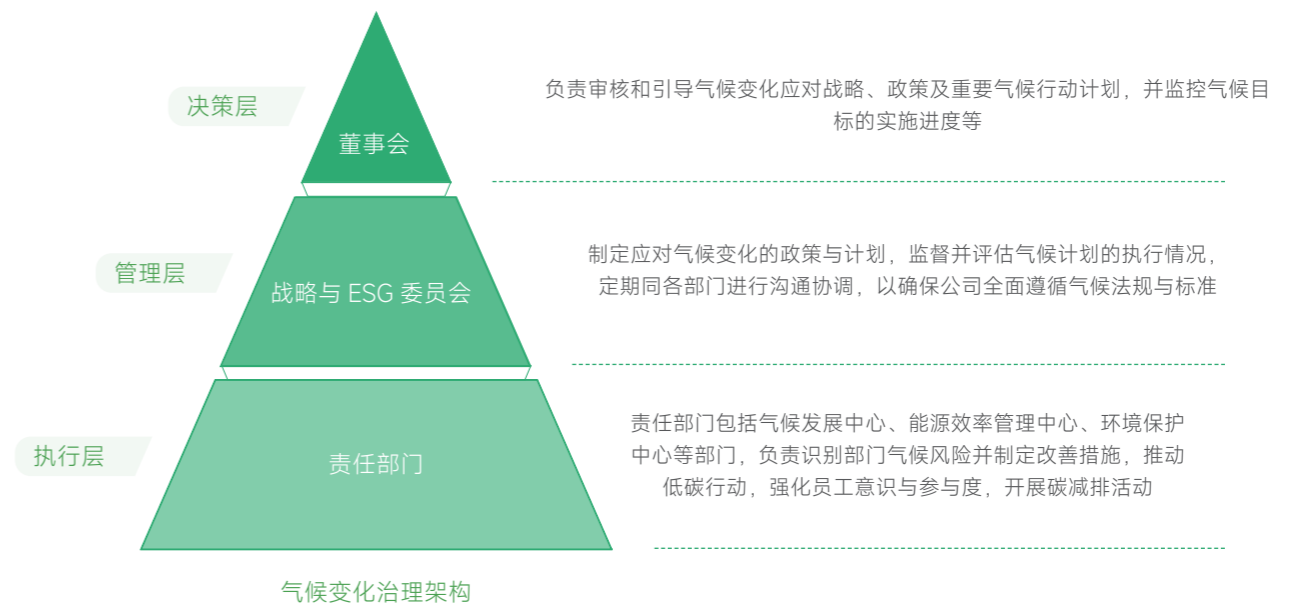 决策层
董事会
负责审核和引导气候变化应对战略、政策及重要气候行动计划，并监控气候目
标的实施进度等
管理层
战略与 ESG 委员会
制定应对气候变化的政策与计划，监督并评估气候计划的执行情况，
定期同各部门进行沟通协调，以确保公司全面遵循气候法规与标准
执行层
责任部门
责任部门包括气候发展中心、能源效率管理中心、环境保护
中心等部门，负责识别部门气候风险并制定改善措施，推动
低碳行动，强化员工意识与参与度，开展碳减排活动
气候变化治理架构